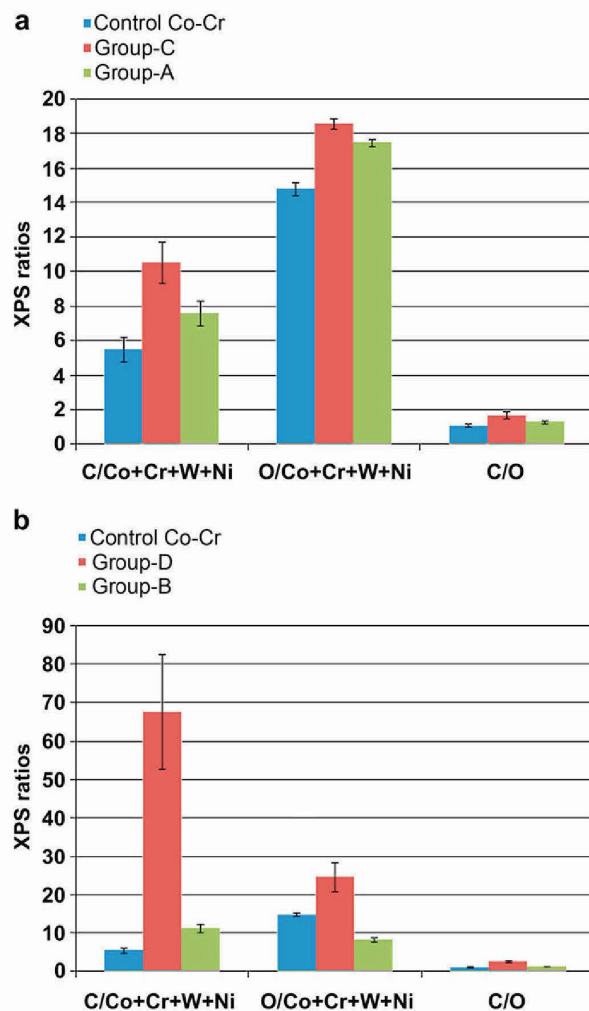 a
Control Co-Cr
Group-C
Group-A
20
18
16
14
12
10
8
6
4
2
0
XPS ratios
C/Co+Cr+W+Ni O/Co+Cr+W+Ni C/O
b
Control Co-Cr
Group-D
Group-B
90
80
70
60
50
40
30
20
10
0
XPS ratios
C/Co+Cr+W+Ni O/Co+Cr+W+Ni C/O